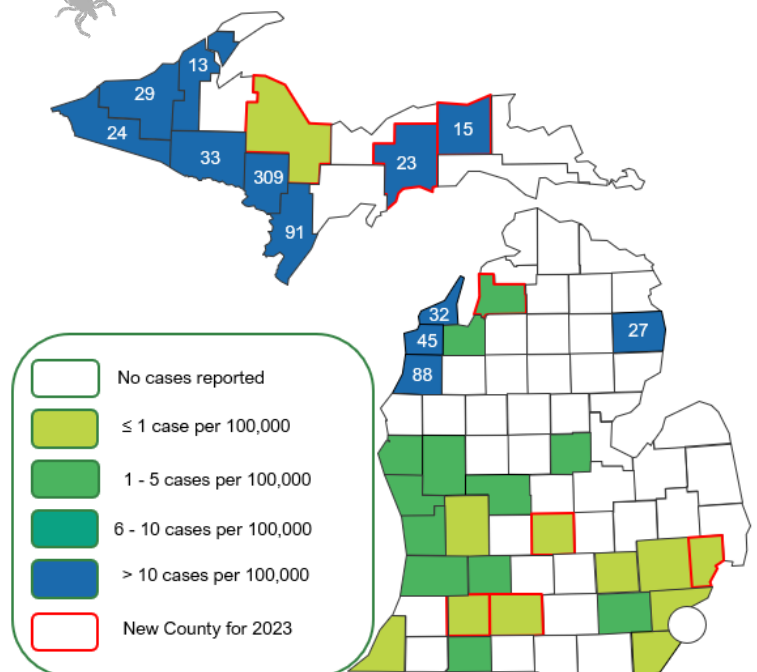 13
29
24
33
309
91
15
23
32
45
88
27
No cases reported
≤ 1 case per 100,000
1 - 5 cases per 100,000
6 - 10 cases per 100,000
> 10 cases per 100,000
New County for 2023